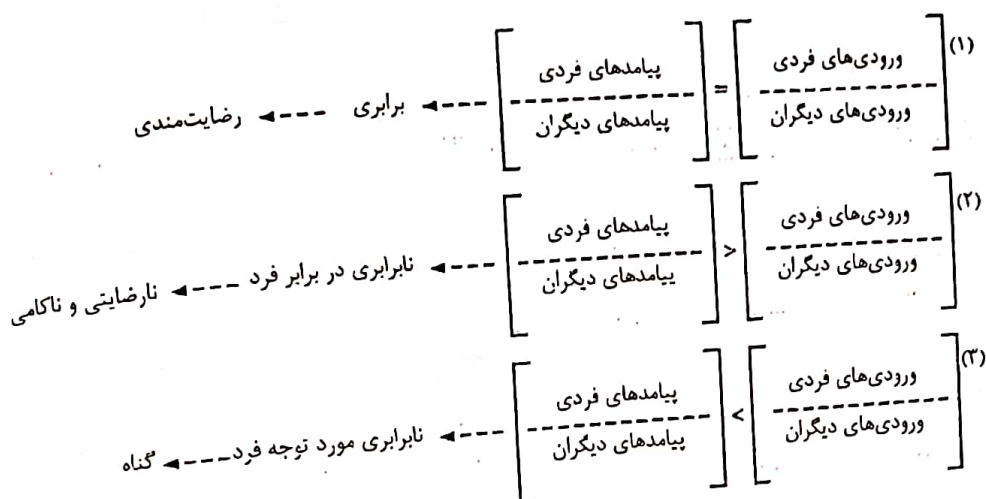 (۱)
ورودی‌های فردی
ورودی‌های دیگران
=
پیامدهای فردی
پیامدهای دیگران
برابری
رضایت‌مندی
(۲)
ورودی‌های فردی
ورودی‌های دیگران
>
پیامدهای فردی
پیامدهای دیگران
نابرابری در برابر فرد
نارضایتی و ناکامی
(۳)
ورودی‌های فردی
ورودی‌های دیگران
<
پیامدهای فردی
پیامدهای دیگران
نابرابری مورد توجه فرد
گناه